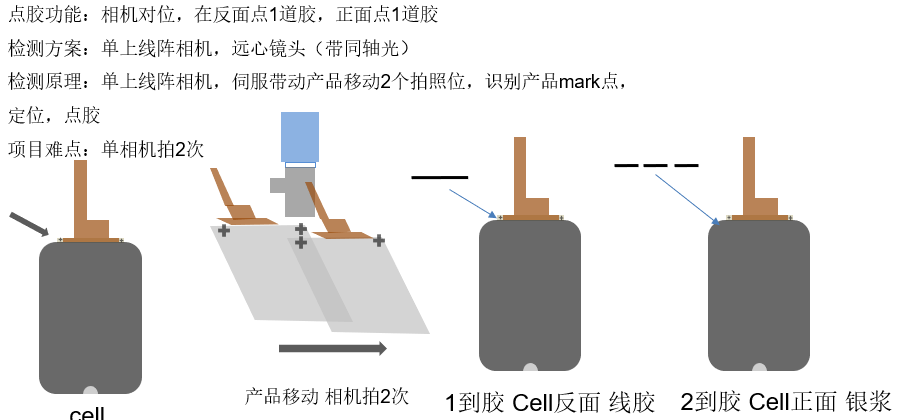 点胶功能：相机对位，在反面点1道胶，正面点1道胶
检测方案：单上线阵相机，远心镜头（带同轴光）
检测原理：单上线阵相机，伺服带动产品移动2个拍照位，识别产品mark点，
定位，点胶
项目难点：单相机拍2次
产品移动 相机拍2次
1到胶 Cell反面 线胶
2到胶 Cell正面 银浆
cell